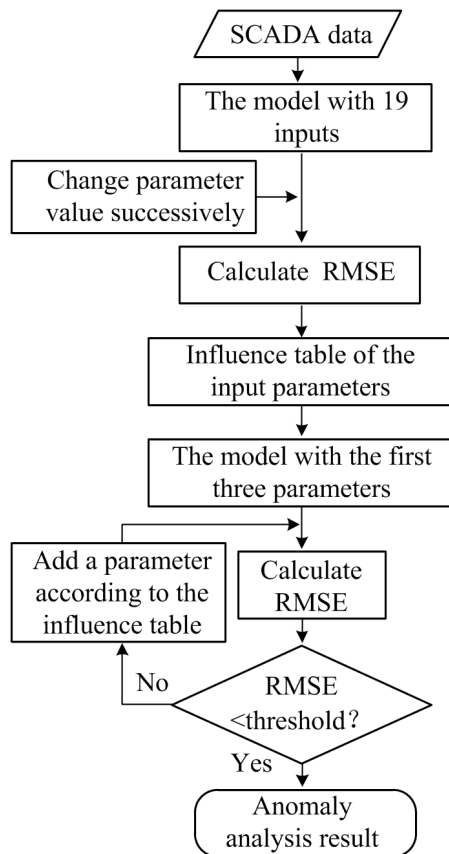 SCADA data
The model with 19
inputs
Change parameter
value successively
Calculate RMSE
Influence table of the
input parameters
The model with the first
three parameters
Add a parameter
according to the
influence table
Calculate
RMSE
No
RMSE
<threshold?
Yes
Anomaly
analysis result